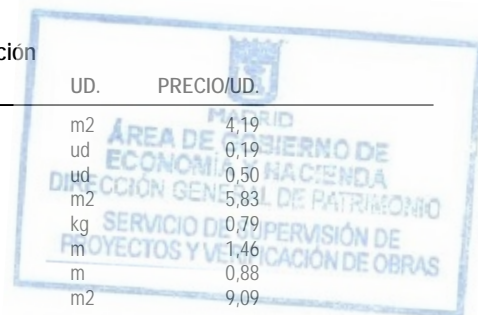 ción
UD. PRECIO/UD.
m2 4,19
ud 0,19
ud 0,50
m2 5,83
kg 0,79
m 1,46
m 0,88
m2 9,09
MADRID
ÁREA DE GOBIERNO DE
ECONOMÍA Y HACIENDA
DIRECCIÓN GENERAL DE PATRIMONIO
SERVICIO DE SUPERVISIÓN DE
PROYECTOS Y VERIFICACIÓN DE OBRAS